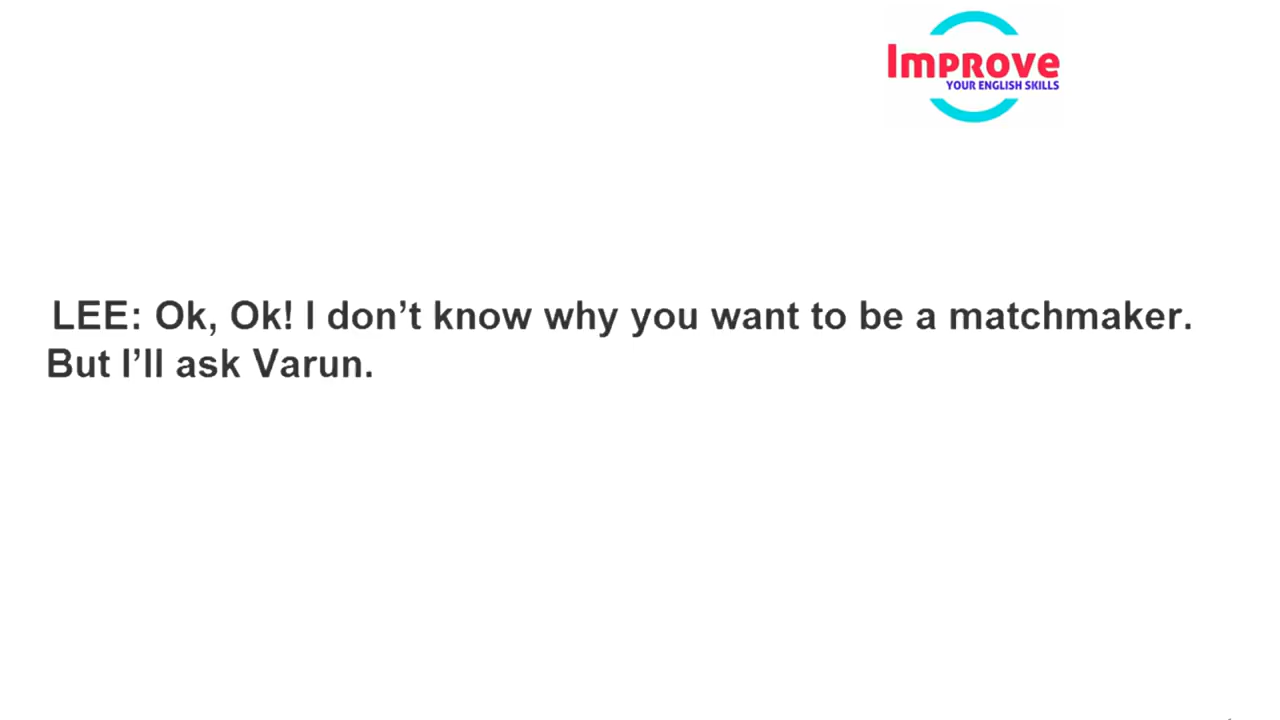 Improve
YOUR ENGLISH SKILLS
LEE: Ok, Ok! I don’t know why you want to be a matchmaker.
But I’ll ask Varun.